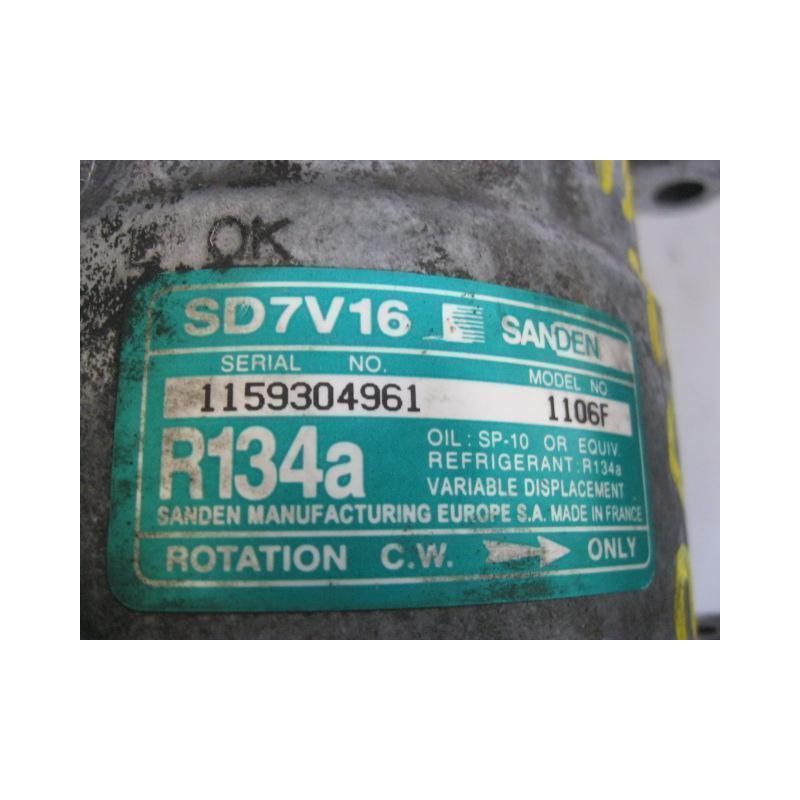 OK
SD7V16 SANDEN
SERIAL NO. MODEL NO
1159304961 1106F
R134a
OIL: SP-10 OR EQUIV.
REFRIGERANT: R134a
VARIABLE DISPLACEMENT
SANDEN MANUFACTURING EUROPE S.A. MADE IN FRANCE
ROTATION C.W. ONLY